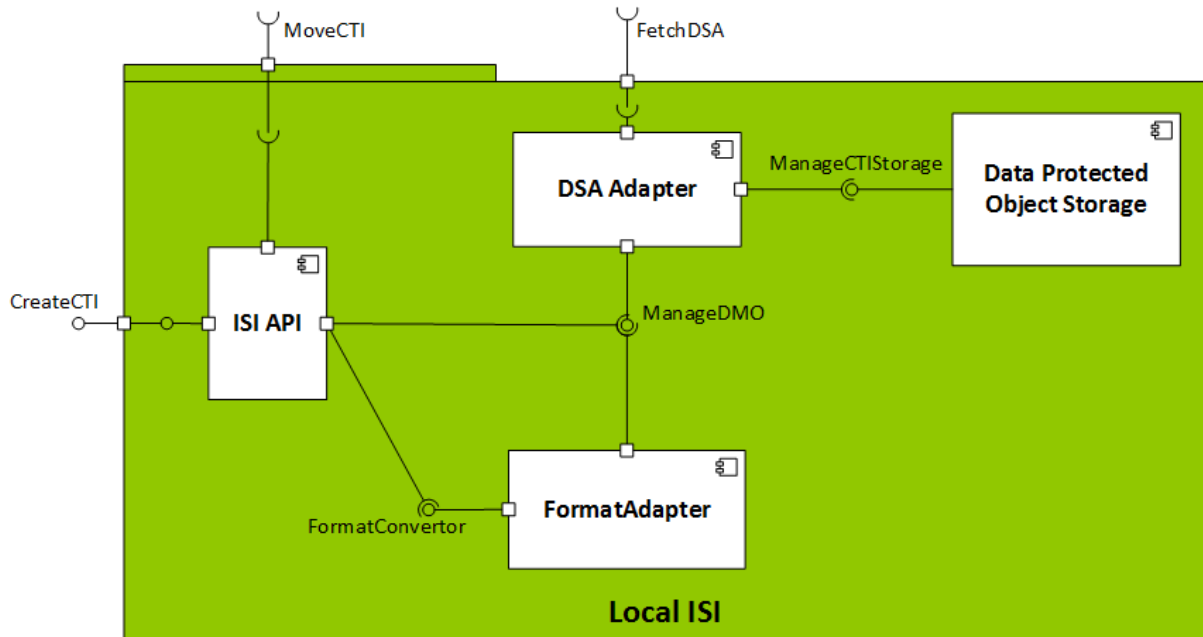 MoveCTI
FetchDSA
ManageCTIStorage
DSA Adapter
Data Protected
Object Storage
CreateCTI
ISI API
ManageDMO
FormatConvertor
FormatAdapter
Local ISI